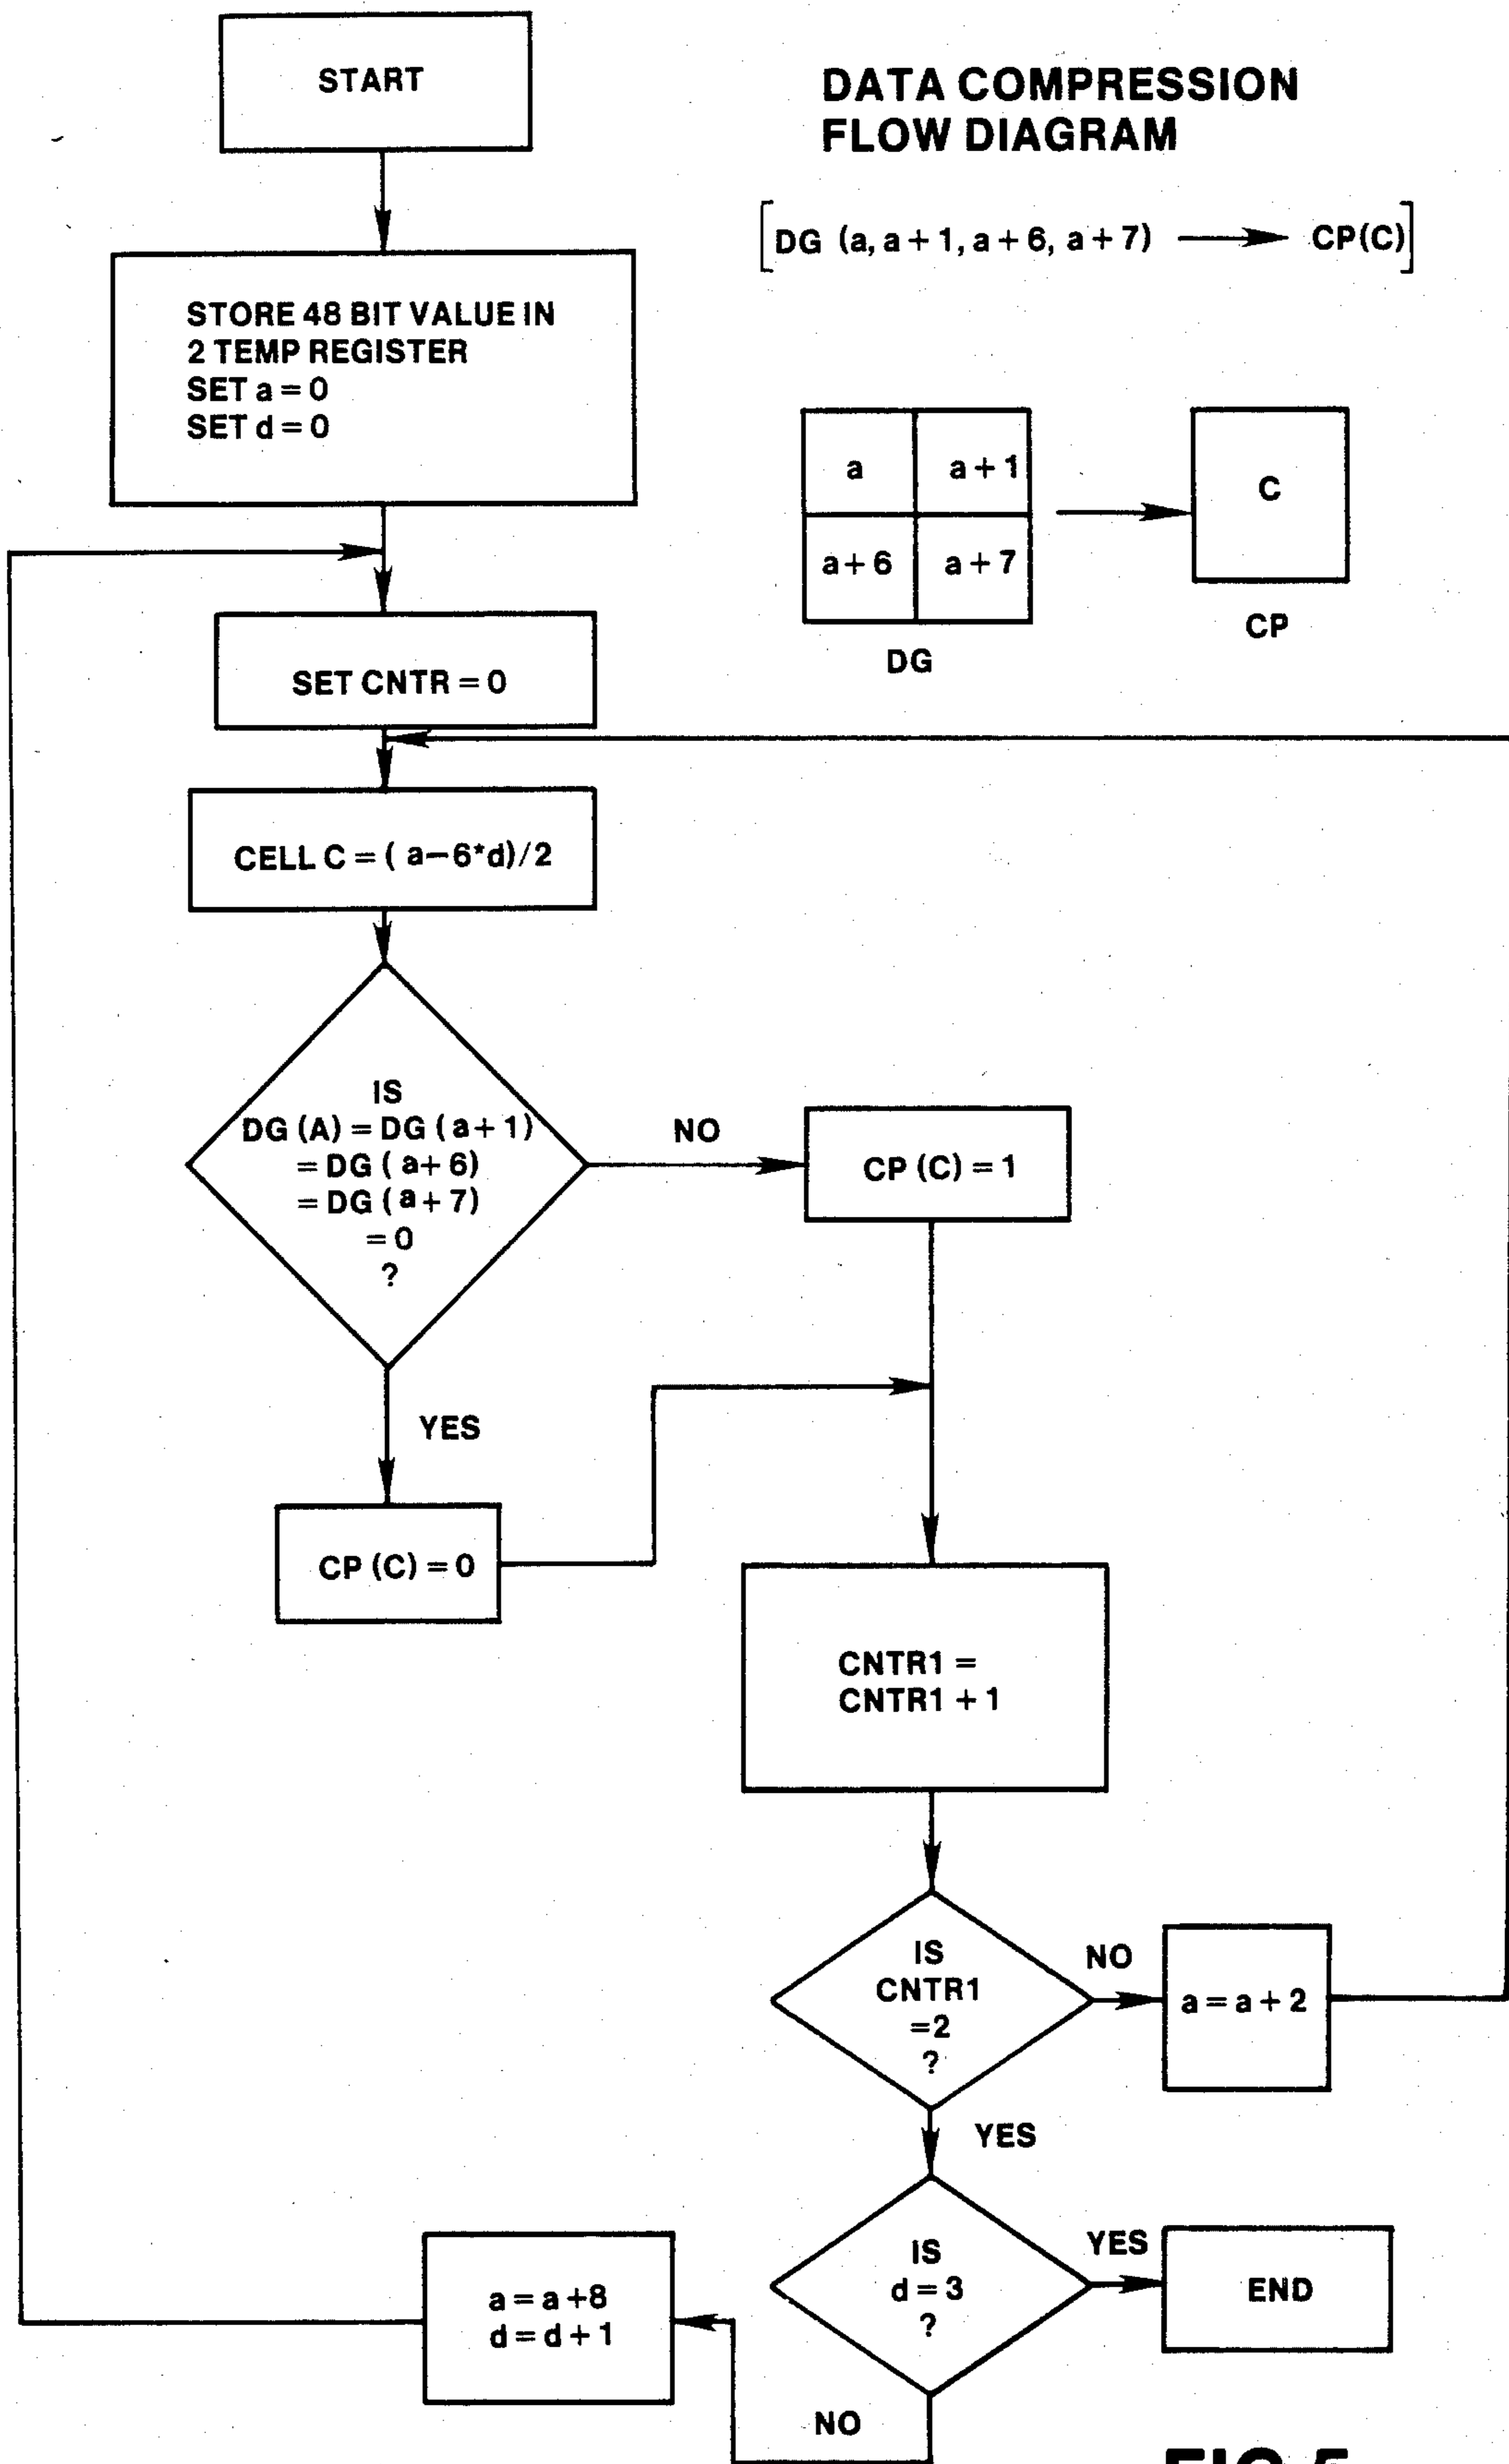 START
DATA COMPRESSION
FLOW DIAGRAM
[DG (a, a + 1, a + 6, a + 7) ⟶ CP(C)]
STORE 48 BIT VALUE IN
2 TEMP REGISTER
SET a = 0
SET d = 0
a
a + 1
a + 6
a + 7
DG
C
CP
SET CNTR = 0
CELL C = ( a−6*d)/2
IS
DG (A) = DG ( a + 1)
= DG ( a + 6)
= DG ( a + 7)
= 0
?
NO
CP (C) = 1
YES
CP (C) = 0
CNTR1 =
CNTR1 + 1
IS
CNTR1
=2
?
NO
a = a + 2
YES
IS
d = 3
?
YES
END
a = a +8
d = d + 1
NO